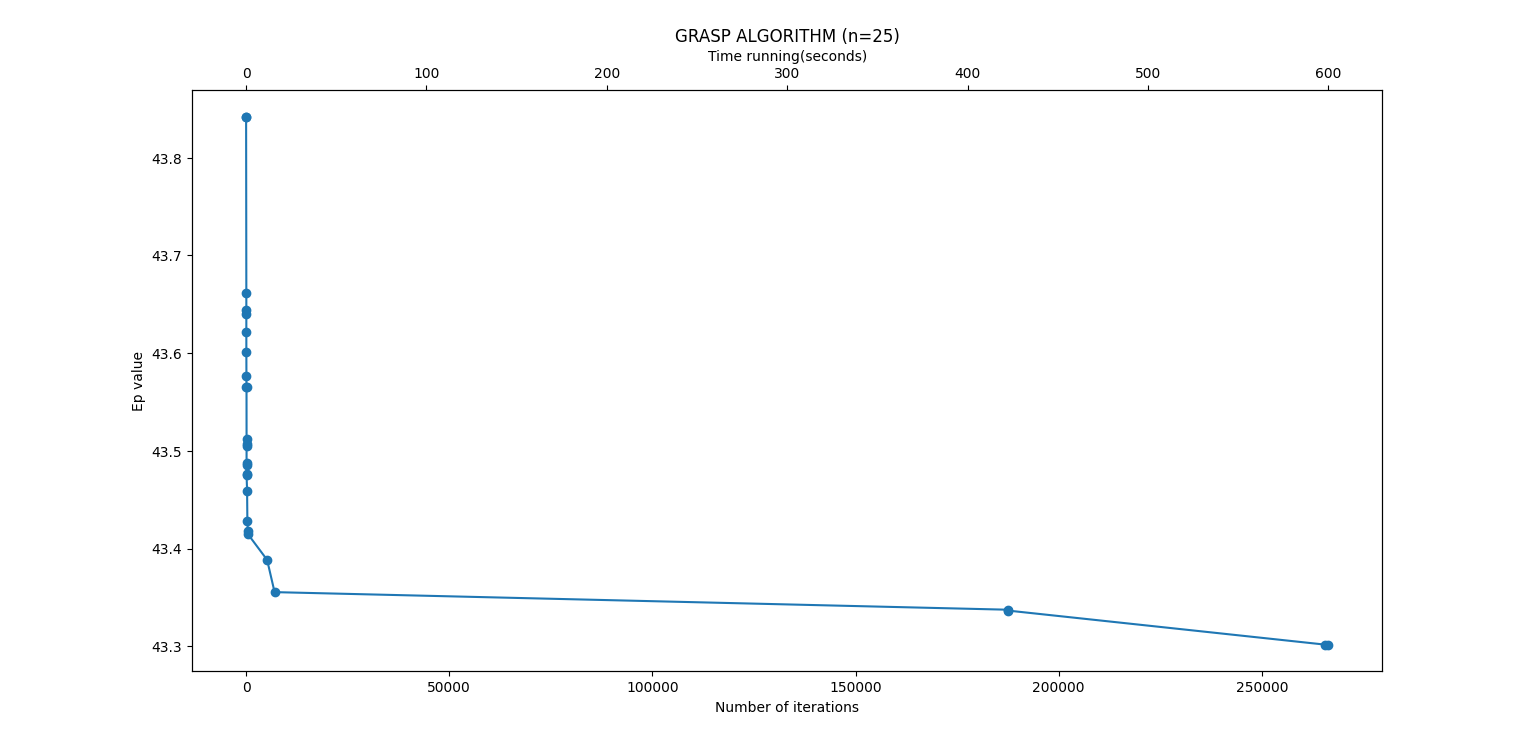 GRASP ALGORITHM (n=25)
Time running(seconds)
0 100 200 300 400 500 600
43.8
43.7
43.6
43.5
43.4
43.3
Ep value
0 50000 100000 150000 200000 250000
Number of iterations